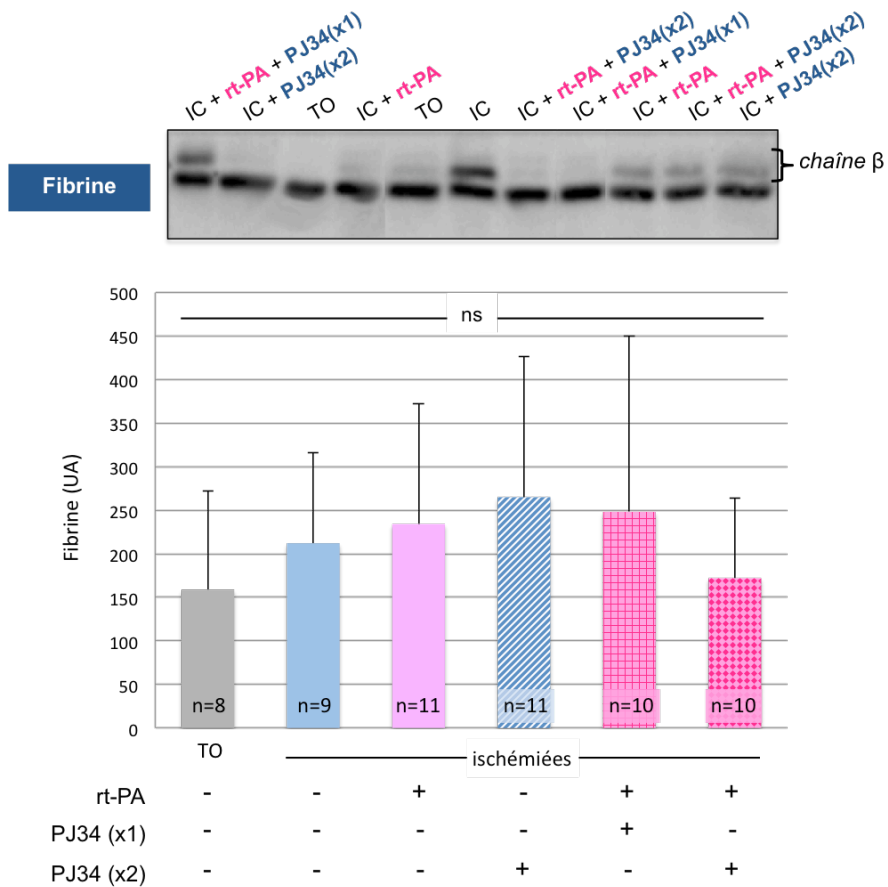 IC + rt-PA + PJ34(x1)
IC + PJ34(x2)
TO
IC + rt-PA
TO
IC
IC + rt-PA + PJ34(x2)
IC + rt-PA + PJ34(x1)
IC + rt-PA
IC + rt-PA + PJ34(x2)
IC + PJ34(x2)
Fibrine
chaîne β
ns
Fibrine (UA)
500
450
400
350
300
250
200
150
100
50
0
n=8 n=9 n=11 n=11 n=10 n=10
TO ischémiées
rt-PA - - + - + +
PJ34 (x1) - - - - + -
PJ34 (x2) - - - + - +